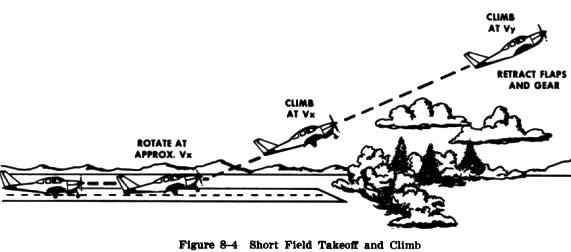 CLIMB
AT Vy
RETRACT FLAPS
AND GEAR
CLIMB
AT Vx
ROTATE AT
APPROX. Vx
Figure 8-4 Short Field Takeoff and Climb